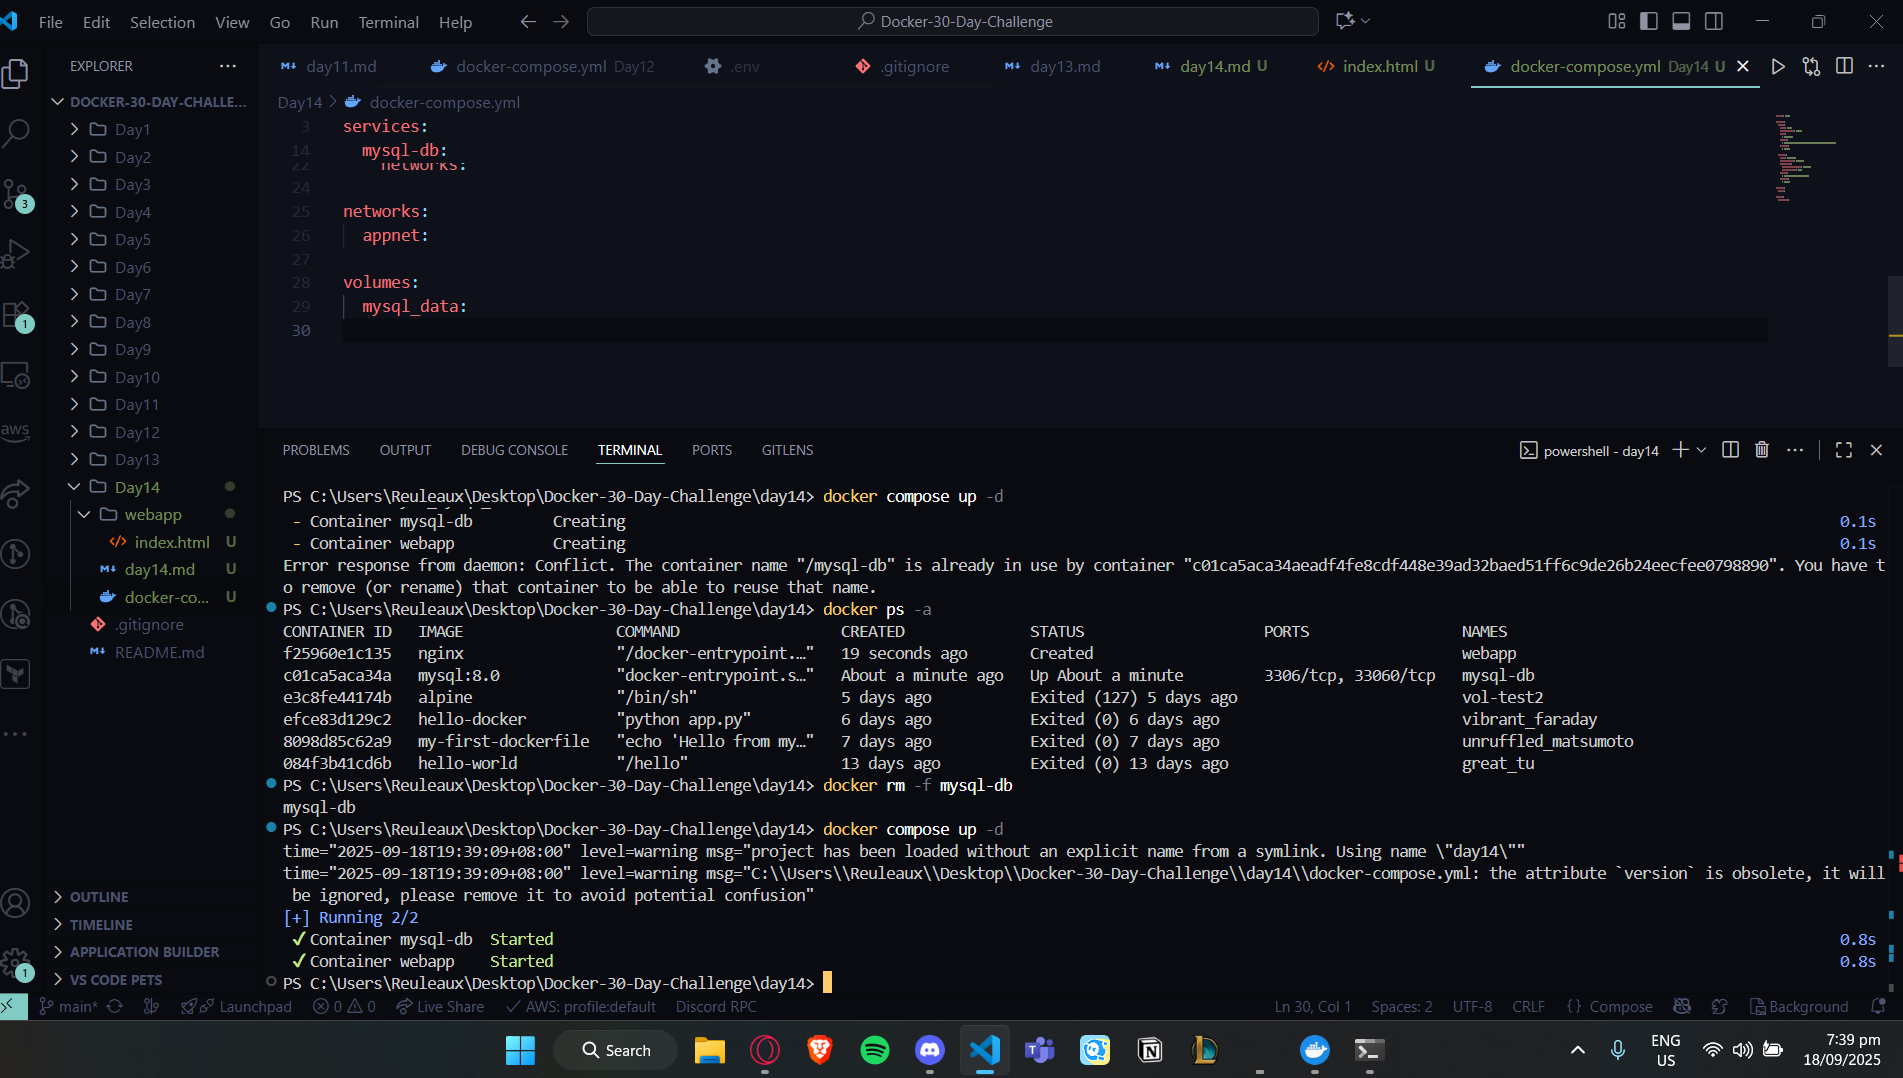 File Edit Selection View Go Run Terminal Help
Docker-30-Day-Challenge
EXPLORER
DOCKER-30-DAY-CHALLE...
Day1
Day2
Day3
Day4
Day5
Day6
Day7
Day8
Day9
Day10
Day11
Day12
Day13
Day14
webapp
index.html U
day14.md U
docker-co... U
.gitignore
README.md
OUTLINE
TIMELINE
APPLICATION BUILDER
VS CODE PETS
3
1
aws
1
day11.md docker-compose.yml Day12 .env .gitignore day13.md day14.md U index.html U docker-compose.yml Day14 U
Day14 > docker-compose.yml
3 services:
14 mysql-db:
22 networks:
24
25 networks:
26 appnet:
27
28 volumes:
29 mysql_data:
30
PROBLEMS OUTPUT DEBUG CONSOLE TERMINAL PORTS GITLENS
powershell - day14
PS C:\Users\Reuleaux\Desktop\Docker-30-Day-Challenge\day14> docker compose up -d
- Container mysql-db Creating 0.1s
- Container webapp Creating 0.1s
Error response from daemon: Conflict. The container name "/mysql-db" is already in use by container "c01ca5aca34aeadf4fe8cdf448e39ad32baed51ff6c9de26b24eecfee0798890". You have t
o remove (or rename) that container to be able to reuse that name.
PS C:\Users\Reuleaux\Desktop\Docker-30-Day-Challenge\day14> docker ps -a
CONTAINER ID IMAGE COMMAND CREATED STATUS PORTS NAMES
f25960e1c135 nginx "/docker-entrypoint.…" 19 seconds ago Created webapp
c01ca5aca34a mysql:8.0 "docker-entrypoint.s…" About a minute ago Up About a minute 3306/tcp, 33060/tcp mysql-db
e3c8fe44174b alpine "/bin/sh" 5 days ago Exited (127) 5 days ago vol-test2
efce83d129c2 hello-docker "python app.py" 6 days ago Exited (0) 6 days ago vibrant_faraday
8098d85c62a9 my-first-dockerfile "echo 'Hello from my…" 7 days ago Exited (0) 7 days ago unruffled_matsumoto
084f3b41cd6b hello-world "/hello" 13 days ago Exited (0) 13 days ago great_tu
PS C:\Users\Reuleaux\Desktop\Docker-30-Day-Challenge\day14> docker rm -f mysql-db
mysql-db
PS C:\Users\Reuleaux\Desktop\Docker-30-Day-Challenge\day14> docker compose up -d
time="2025-09-18T19:39:09+08:00" level=warning msg="project has been loaded without an explicit name from a symlink. Using name \"day14\""
time="2025-09-18T19:39:09+08:00" level=warning msg="C:\\Users\\Reuleaux\\Desktop\\Docker-30-Day-Challenge\\day14\\docker-compose.yml: the attribute `version` is obsolete, it will
be ignored, please remove it to avoid potential confusion"
[+] Running 2/2
✔ Container mysql-db Started 0.8s
✔ Container webapp Started 0.8s
PS C:\Users\Reuleaux\Desktop\Docker-30-Day-Challenge\day14>
main* Launchpad 0 0 Live Share AWS: profile:default Discord RPC Ln 30, Col 1 Spaces: 2 UTF-8 CRLF {} Compose Background
Search
ENG
US
7:39 pm
18/09/2025